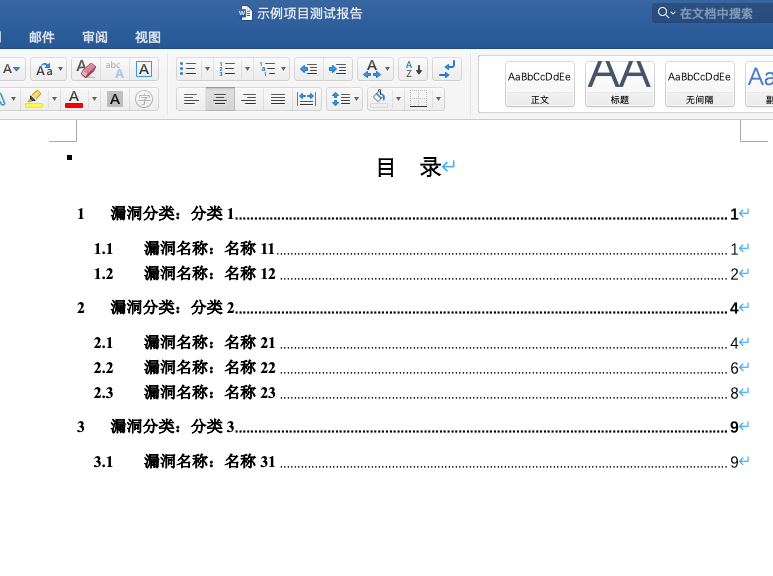 示例项目测试报告
在文档中搜索
邮件 审阅 视图
AaBbCcDdEe AA AaBbCcDdEe
正文 标题 无间隔
目 录
1 漏洞分类：分类 1 1
1.1 漏洞名称：名称 11 1
1.2 漏洞名称：名称 12 2
2 漏洞分类：分类 2 4
2.1 漏洞名称：名称 21 4
2.2 漏洞名称：名称 22 6
2.3 漏洞名称：名称 23 8
3 漏洞分类：分类 3 9
3.1 漏洞名称：名称 31 9